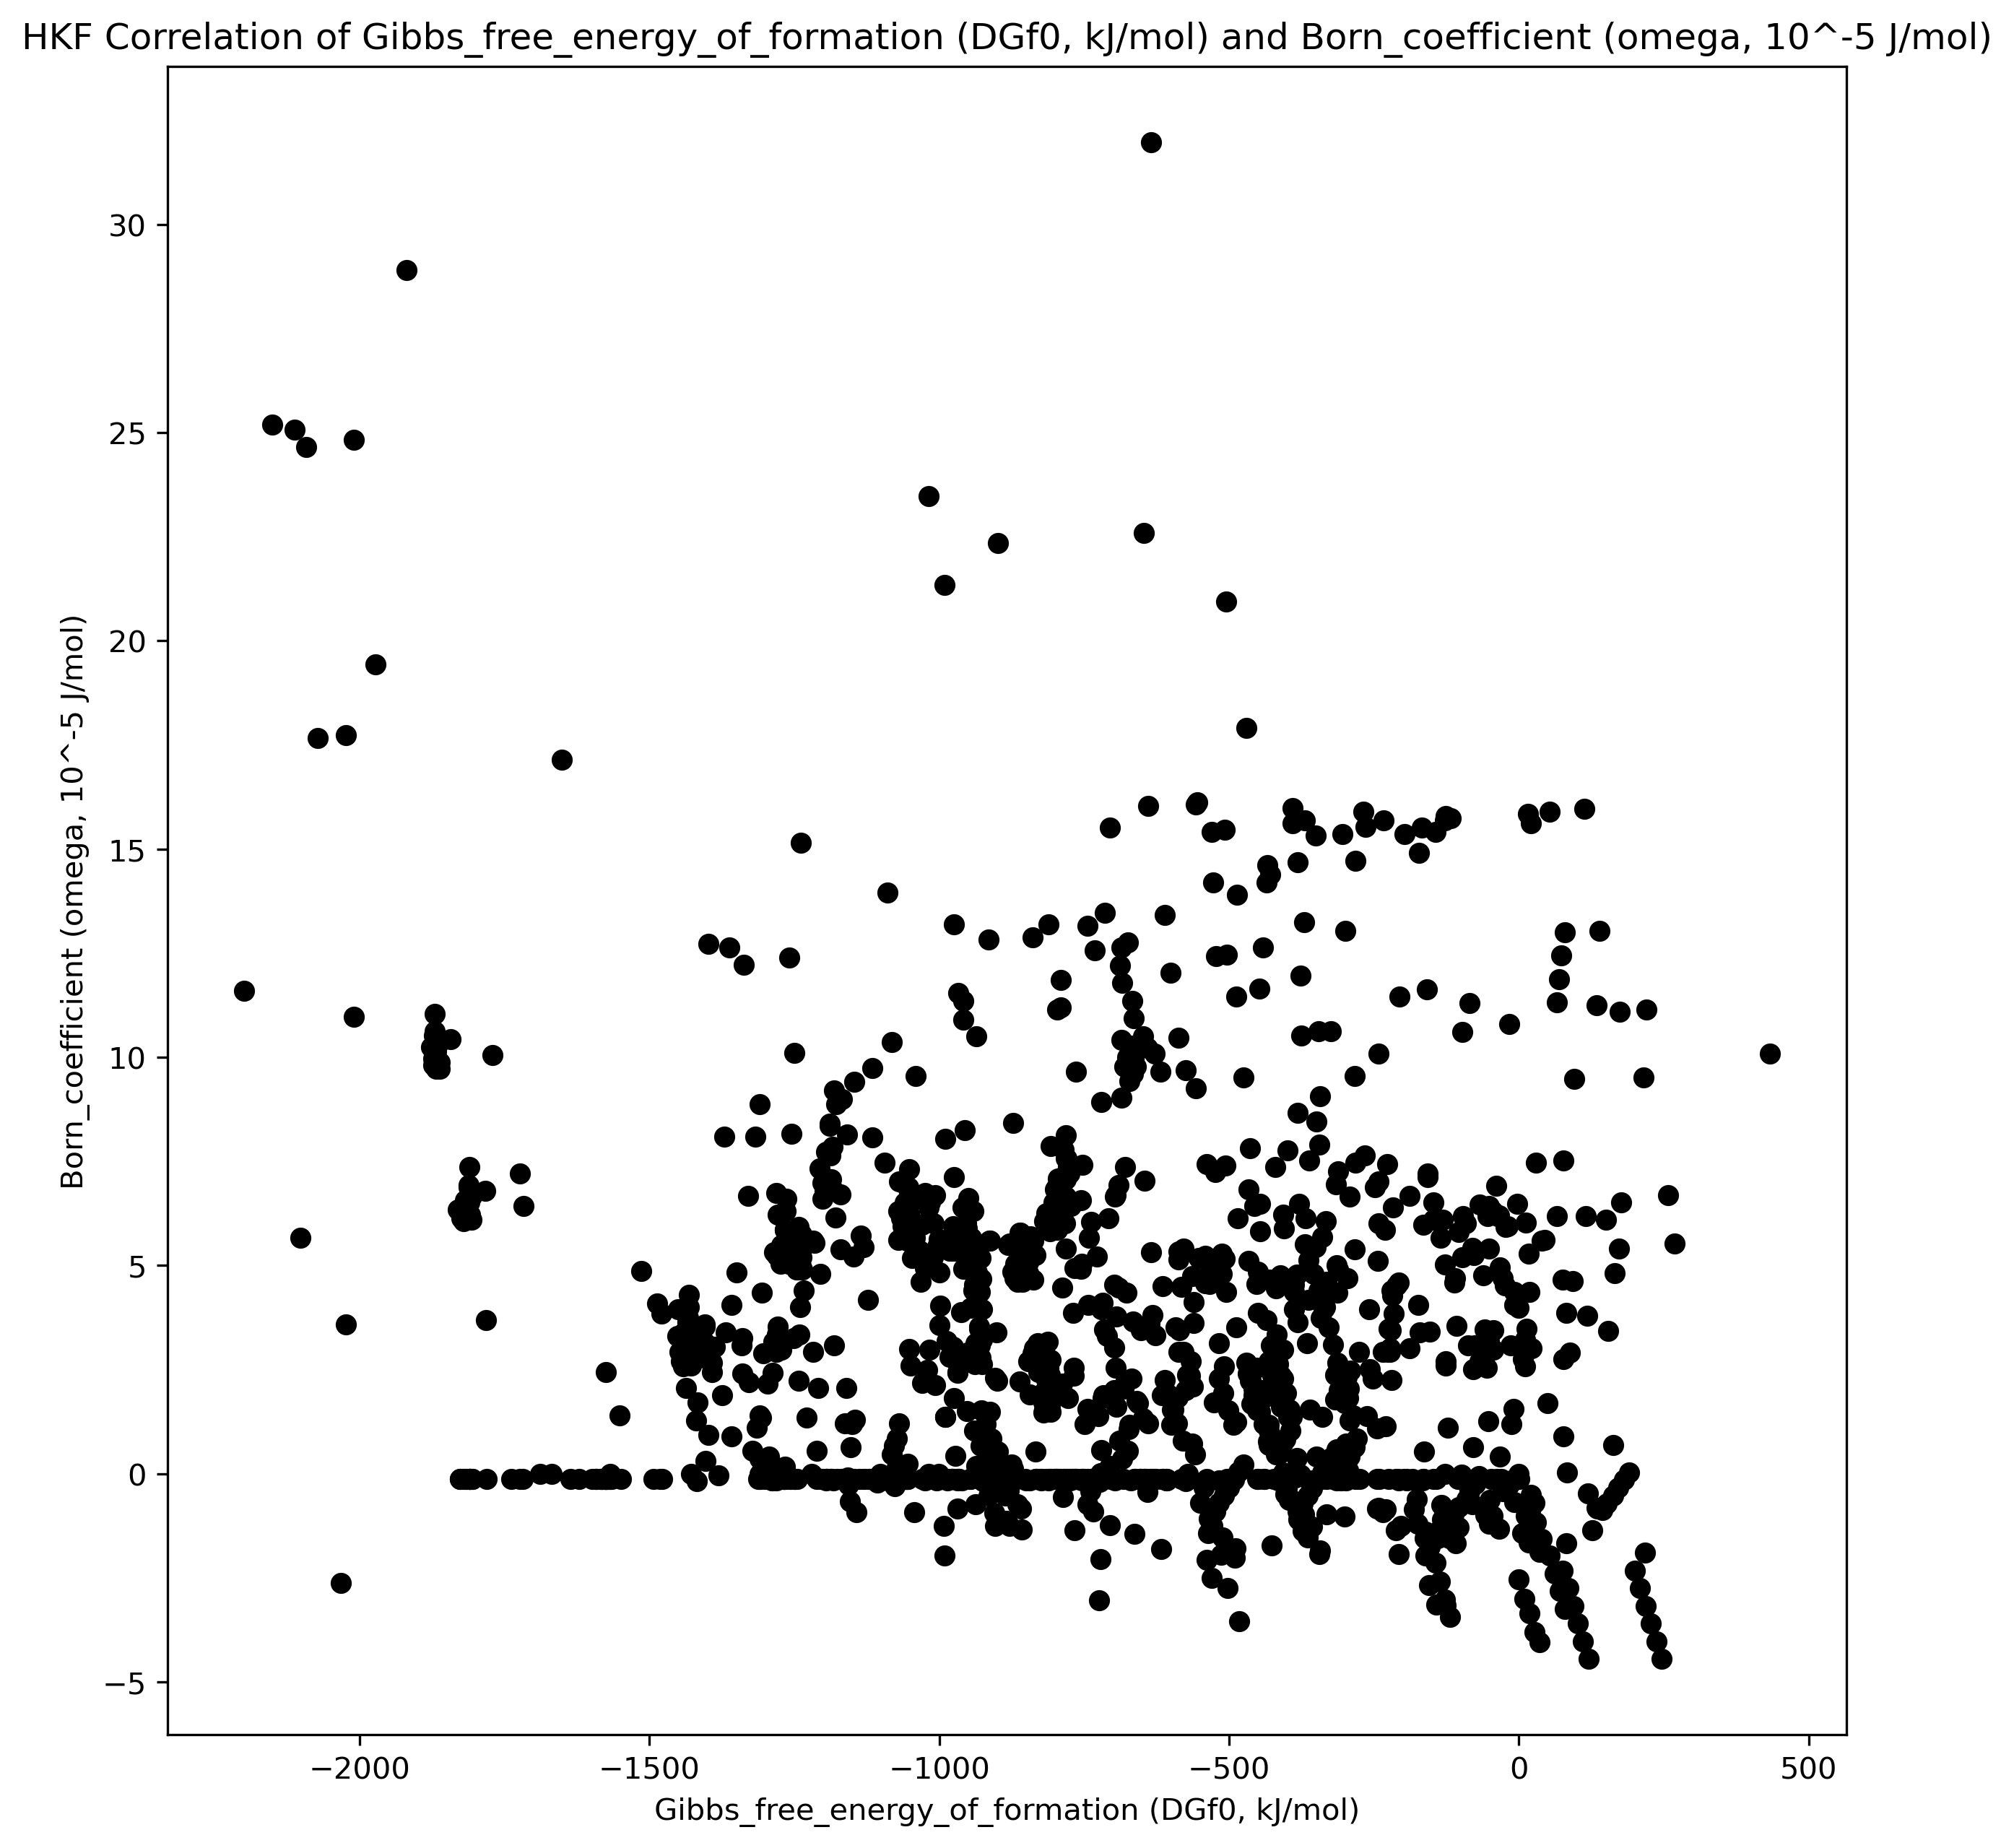 HKF Correlation of Gibbs_free_energy_of_formation (DGf0, kJ/mol) and Born_coefficient (omega, 10^-5 J/mol)
Born_coefficient (omega, 10^-5 J/mol)
30
25
20
15
10
5
0
−5
−2000 −1500 −1000 −500 0 500
Gibbs_free_energy_of_formation (DGf0, kJ/mol)